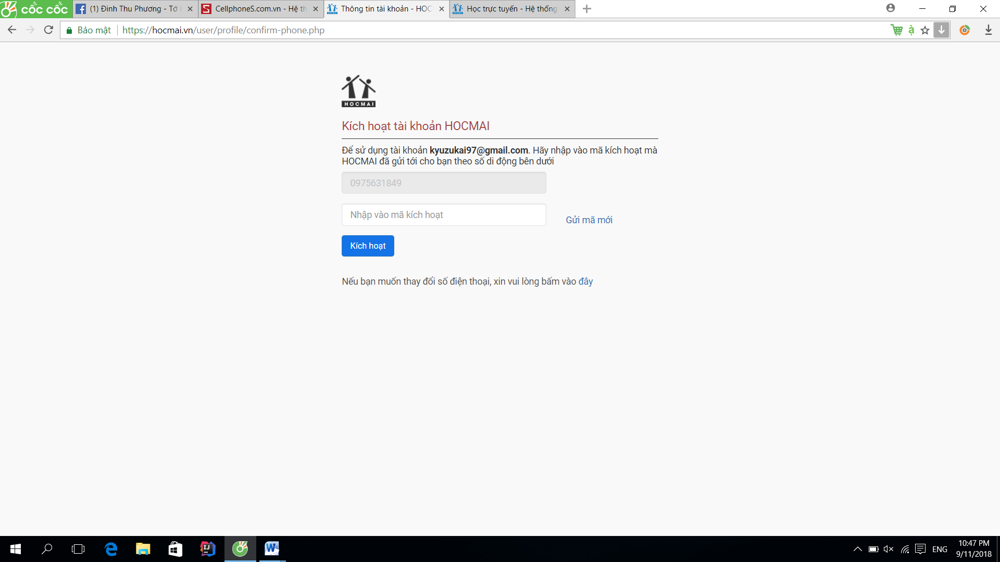 cốc cốc
(1) Đinh Thu Phương - Tớ
CellphoneS.com.vn - Hệ th
Thông tin tài khoản - HOC
Học trực tuyến - Hệ thống
Bảo mật
https://hocmai.vn/user/profile/confirm-phone.php
HOCMAI
Kích hoạt tài khoản HOCMAI
Để sử dụng tài khoản kyuzukai97@gmail.com. Hãy nhập vào mã kích hoạt mà
HOCMAI đã gửi tới cho bạn theo số di động bên dưới
0975631849
Nhập vào mã kích hoạt
Gửi mã mới
Kích hoạt
Nếu bạn muốn thay đổi số điện thoại, xin vui lòng bấm vào đây
ENG
10:47 PM
9/11/2018